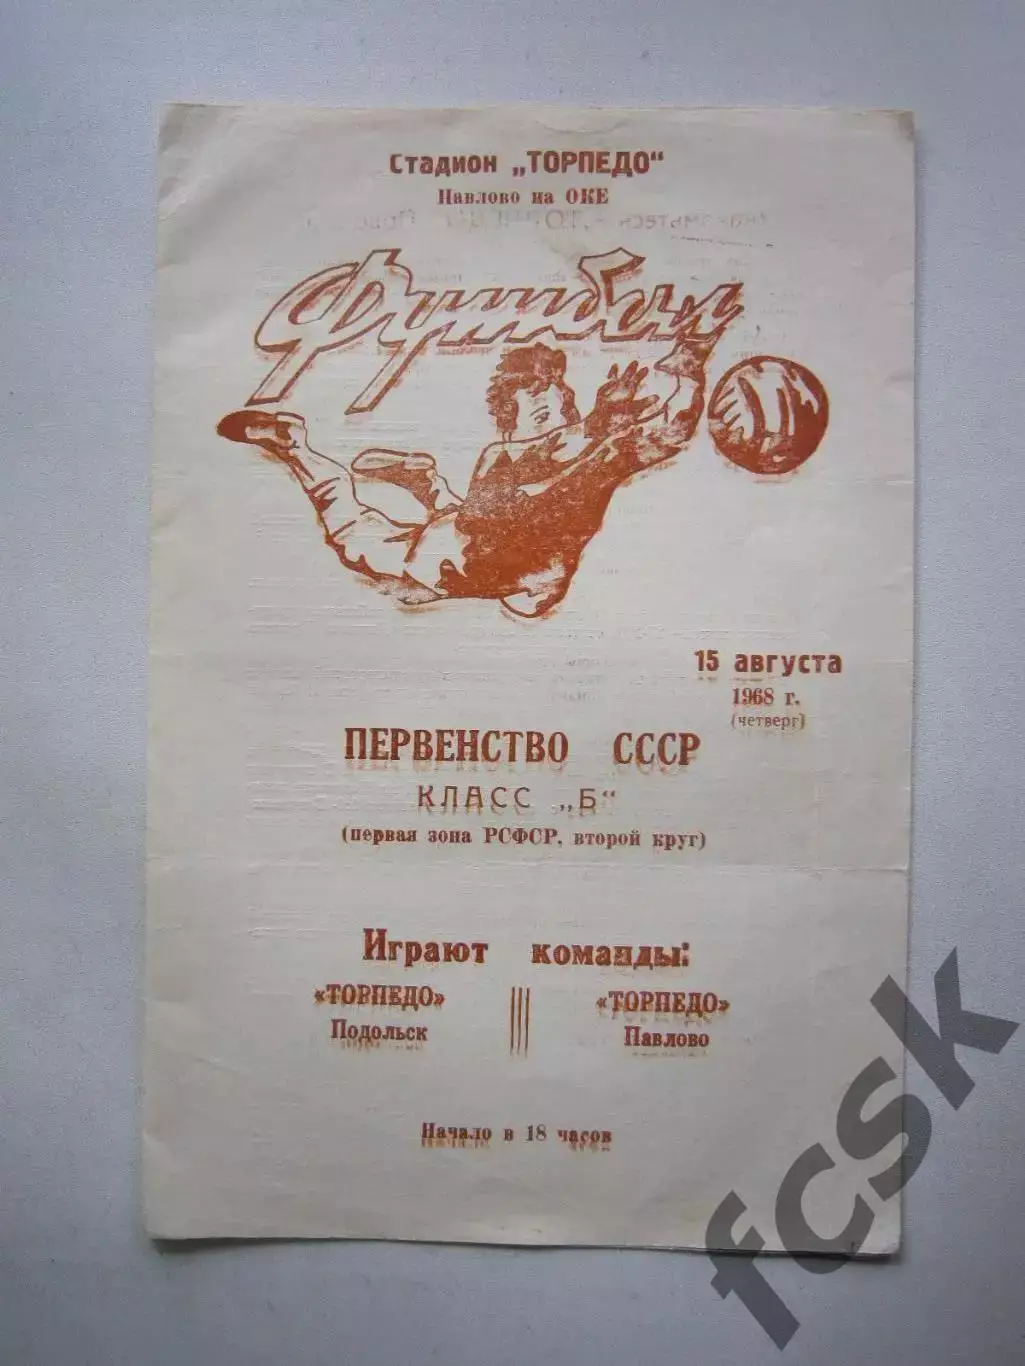 Стадион „ТОРПЕДО“
Павлово на ОКЕ
Футбол
15 августа
1968 г.
(четверг)
ПЕРВЕНСТВО СССР
КЛАСС „Б“
(первая зона РСФСР, второй круг)
Играют команды:
«ТОРПЕДО» «ТОРПЕДО»
Подольск Павлово
Начало в 18 часов
fcsk